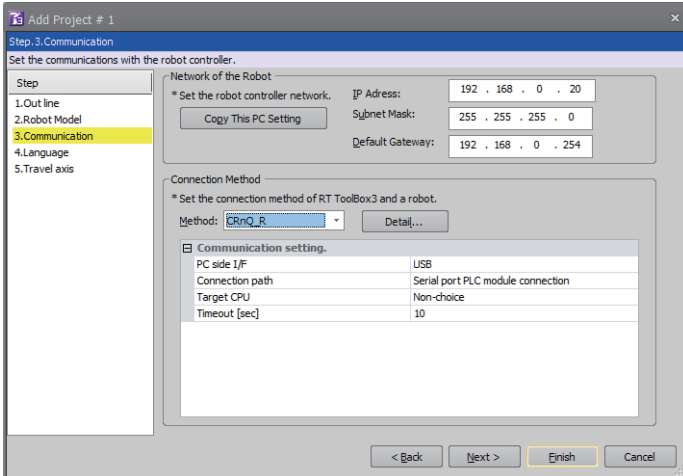 Add Project # 1
Step.3.Communication
Set the communications with the robot controller.
Step
1.Out line
2.Robot Model
3.Communication
4.Language
5.Travel axis
Network of the Robot
* Set the robot controller network.
Copy This PC Setting
IP Adress: 192 . 168 . 0 . 20
Subnet Mask: 255 . 255 . 255 . 0
Default Gateway: 192 . 168 . 0 . 254
Connection Method
* Set the connection method of RT ToolBox3 and a robot.
Method: CRnQ_R Detail...
Communication setting.
PC side I/F USB
Connection path Serial port PLC module connection
Target CPU Non-choice
Timeout [sec] 10
< Back Next > Finish Cancel